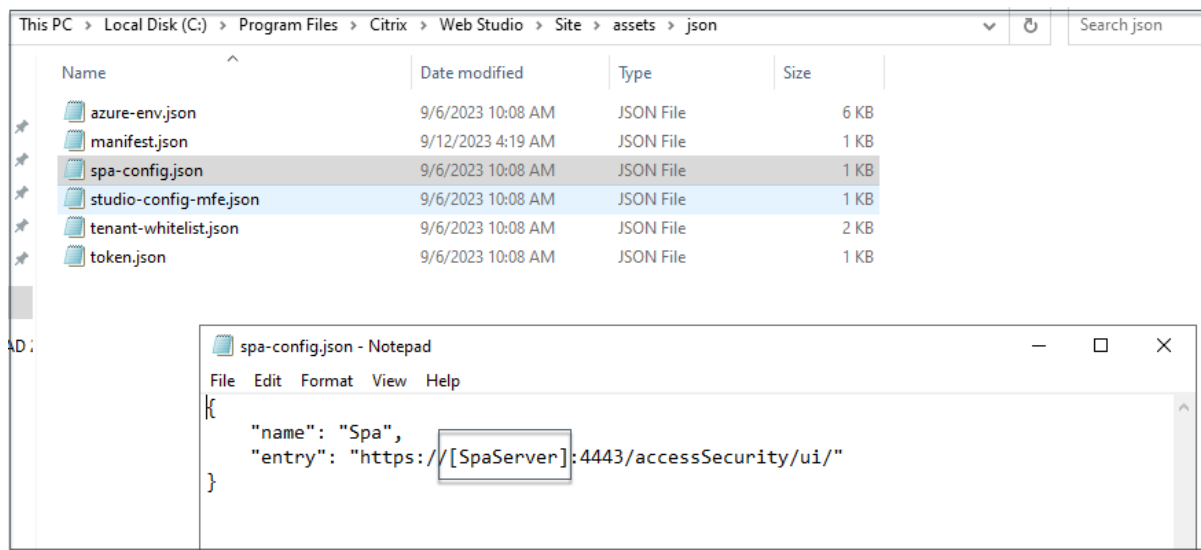 This PC > Local Disk (C:) > Program Files > Citrix > Web Studio > Site > assets > json
Search json
Name Date modified Type Size
azure-env.json 9/6/2023 10:08 AM JSON File 6 KB
manifest.json 9/12/2023 4:19 AM JSON File 1 KB
spa-config.json 9/6/2023 10:08 AM JSON File 1 KB
studio-config-mfe.json 9/6/2023 10:08 AM JSON File 1 KB
tenant-whitelist.json 9/6/2023 10:08 AM JSON File 2 KB
token.json 9/6/2023 10:08 AM JSON File 1 KB
spa-config.json - Notepad
File Edit Format View Help
{
"name": "Spa",
"entry": "https://[SpaServer]:4443/accessSecurity/ui/"
}